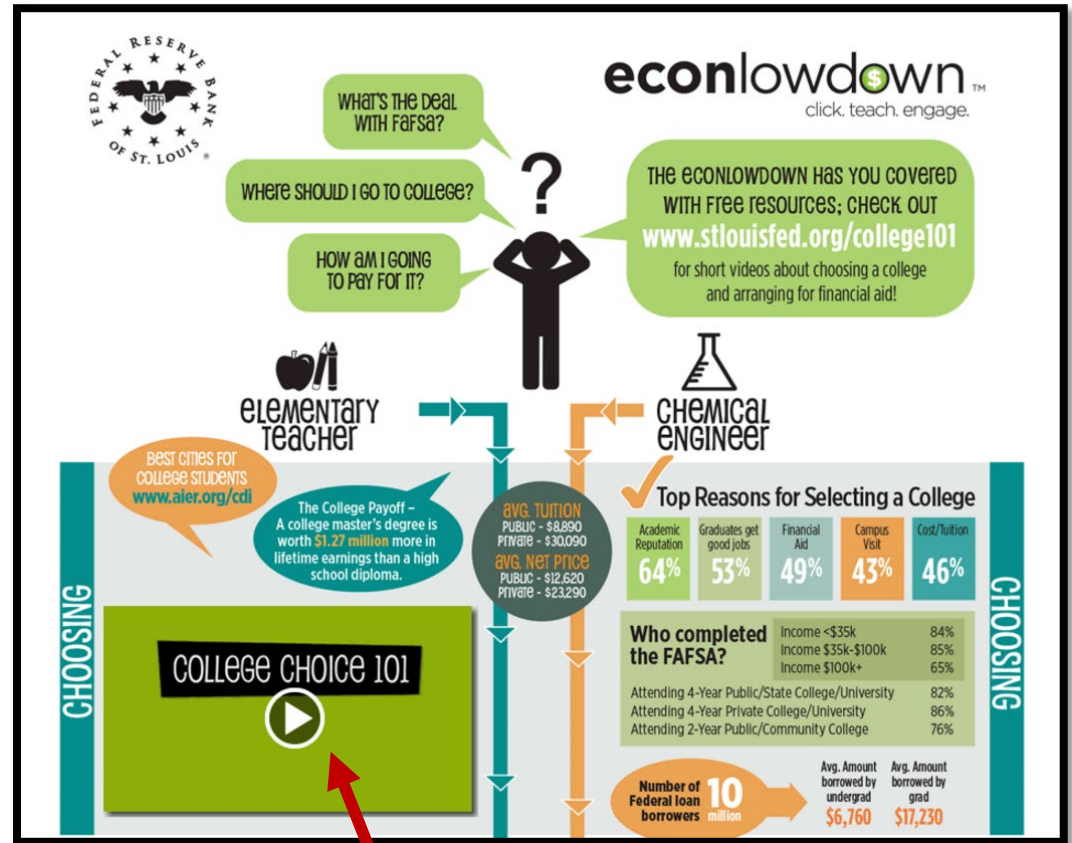 FEDERAL RESERVE BANK
OF ST. LOUIS ®
econlowdown ™
click. teach. engage.
WHAT'S THE DEAL
WITH FAFSA?
WHERE SHOULD I GO TO COLLEGE?
HOW AM I GOING
TO PAY FOR IT?
?
THE ECONLOWDOWN HAS YOU COVERED
WITH FREE RESOURCES; CHECK OUT
www.stlouisfed.org/college101
for short videos about choosing a college
and arranging for financial aid!
ELEMENTARY
TEACHER
CHEMICAL
ENGINEER
CHOOSING
BEST CITIES FOR
COLLEGE STUDENTS
www.aier.org/cdi
The College Payoff –
A college master's degree is
worth $1.27 million more in
lifetime earnings than a high
school diploma.
AVG. TUITION
PUBLIC - $8,890
PRIVATE - $30,090
AVG. NET PRICE
PUBLIC - $12,620
PRIVATE - $23,290
COLLEGE CHOICE 101
Top Reasons for Selecting a College
Academic
Reputation
64%
Graduates get
good jobs
53%
Financial
Aid
49%
Campus
Visit
43%
Cost/Tuition
46%
Who completed
the FAFSA?
Income <$35k 84%
Income $35k-$100k 85%
Income $100k+ 65%
Attending 4-Year Public/State College/University 82%
Attending 4-Year Private College/University 86%
Attending 2-Year Public/Community College 76%
Number of
Federal loan
borrowers
10
million
Avg. Amount
borrowed by
undergrad
$6,760
Avg. Amount
borrowed by
grad
$17,230
CHOOSING